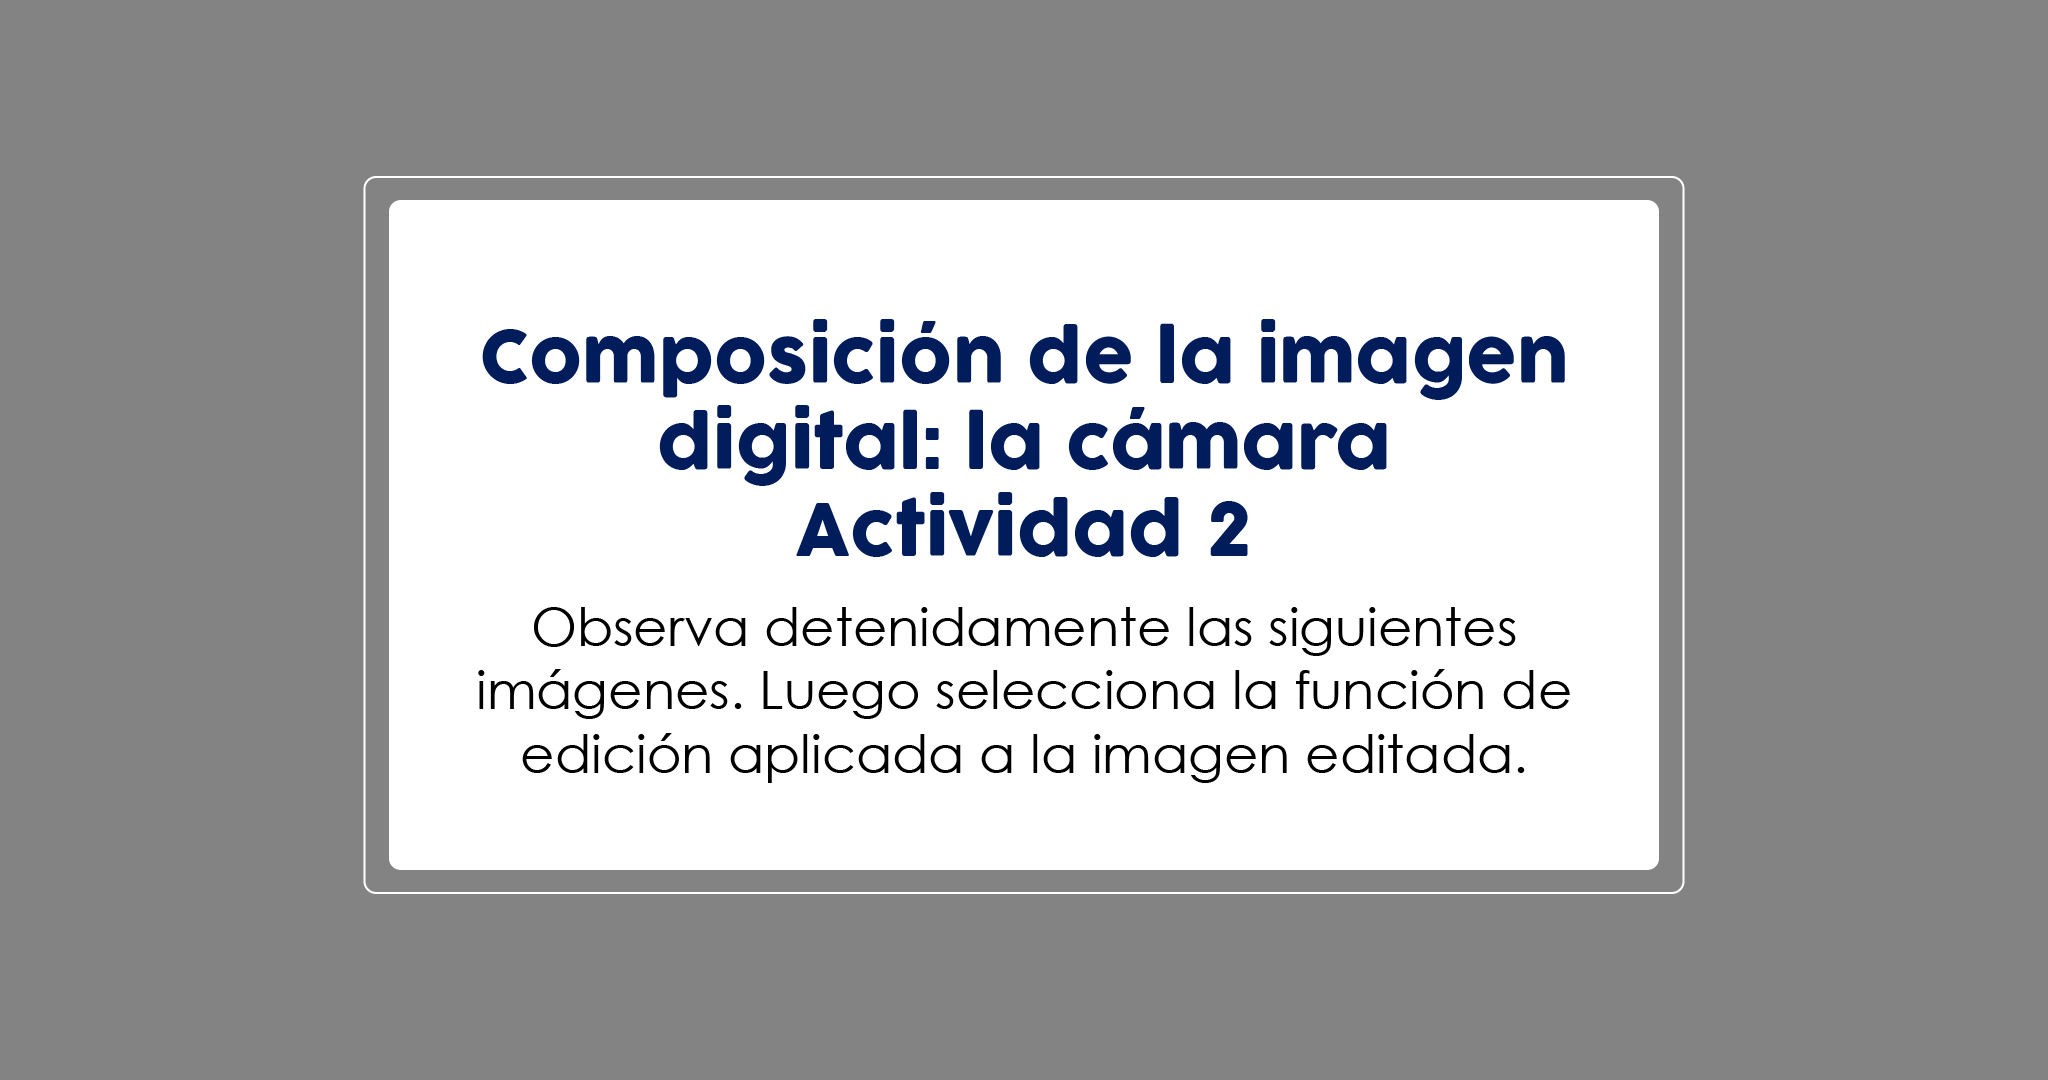 Composición de la imagen
digital: la cámara
Actividad 2
Observa detenidamente las siguientes
imágenes. Luego selecciona la función de
edición aplicada a la imagen editada.